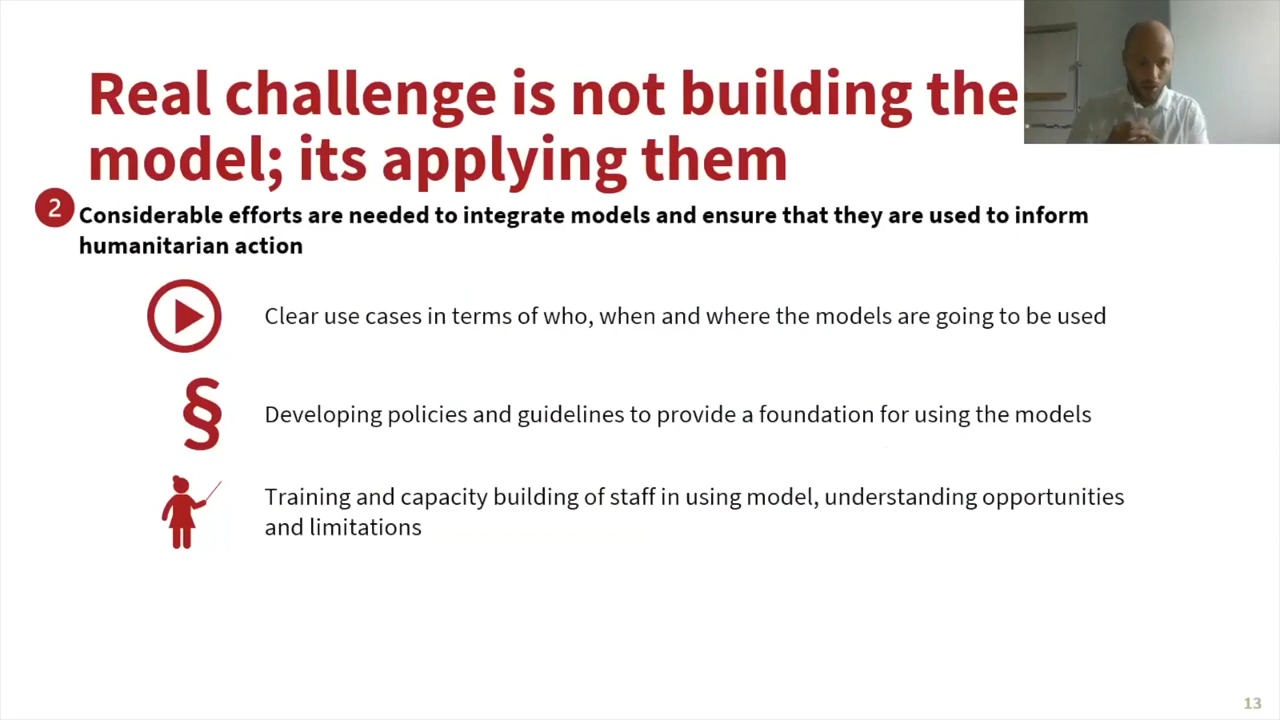 Real challenge is not building the
model; its applying them
2
Considerable efforts are needed to integrate models and ensure that they are used to inform
humanitarian action
Clear use cases in terms of who, when and where the models are going to be used
§
Developing policies and guidelines to provide a foundation for using the models
Training and capacity building of staff in using model, understanding opportunities
and limitations
13